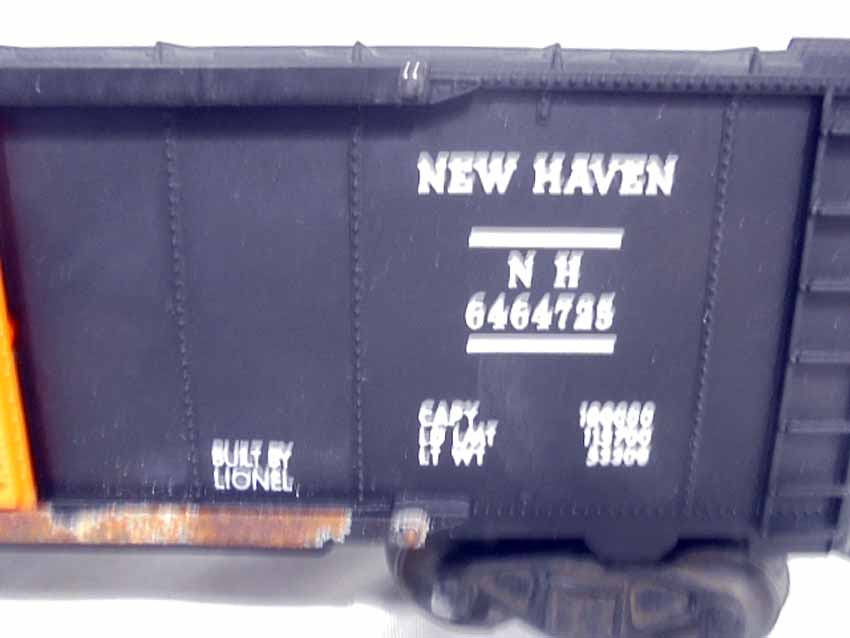 NEW HAVEN
N H
6464725
CAPY
LD LMT
LT WT
BUILT BY
LIONEL